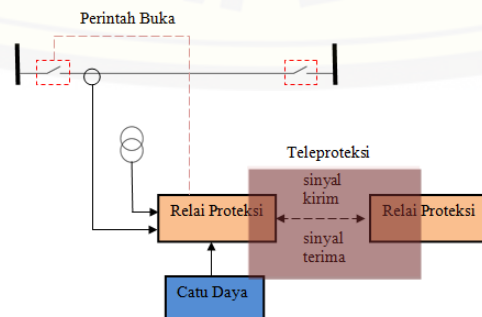 Perintah Buka
Teleproteksi
sinyal
kirim
Relai Proteksi
Relai Proteksi
sinyal
terima
Catu Daya